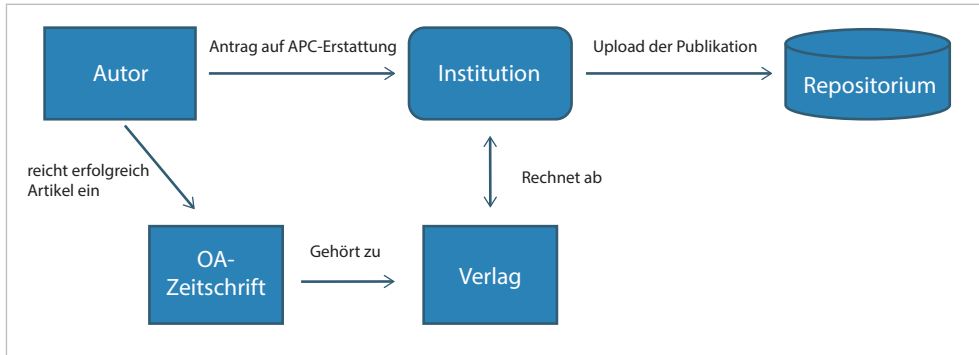 Autor
Antrag auf APC-Erstattung
Institution
Upload der Publikation
Repositorium
reicht erfolgreich
Artikel ein
Rechnet ab
OA-
Zeitschrift
Gehört zu
Verlag